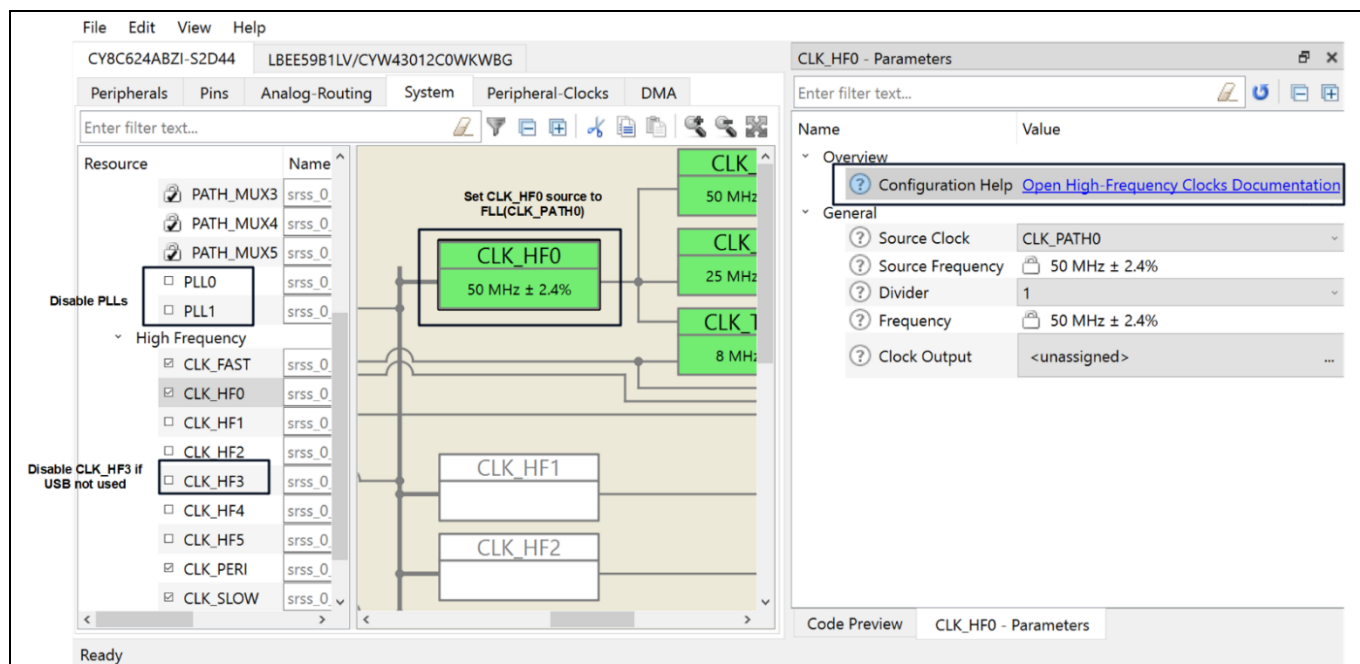 File Edit View Help
CY8C624ABZI-S2D44 LBEE59B1LV/CYW43012C0WKWBG
Peripherals Pins Analog-Routing System Peripheral-Clocks DMA
Enter filter text...
Resource Name
PATH_MUX3 srss_0
PATH_MUX4 srss_0
PATH_MUX5 srss_0
Disable PLLs
PLL0 srss_0
PLL1 srss_0
High Frequency
CLK_FAST srss_0
CLK_HF0 srss_0
CLK_HF1 srss_0
CLK_HF2 srss_0
Disable CLK_HF3 if
USB not used
CLK_HF3 srss_0
CLK_HF4 srss_0
CLK_HF5 srss_0
CLK_PERI srss_0
CLK_SLOW srss_0
Set CLK_HF0 source to
FLL(CLK_PATH0)
CLK_HF0
50 MHz ± 2.4%
CLK_
50 MHz
CLK_
25 MHz
CLK_T
8 MHz
CLK_HF1
CLK_HF2
CLK_HF0 - Parameters
Enter filter text...
Name Value
Overview
Configuration Help Open High-Frequency Clocks Documentation
General
Source Clock CLK_PATH0
Source Frequency 50 MHz ± 2.4%
Divider 1
Frequency 50 MHz ± 2.4%
Clock Output <unassigned> ...
Code Preview CLK_HF0 - Parameters
Ready